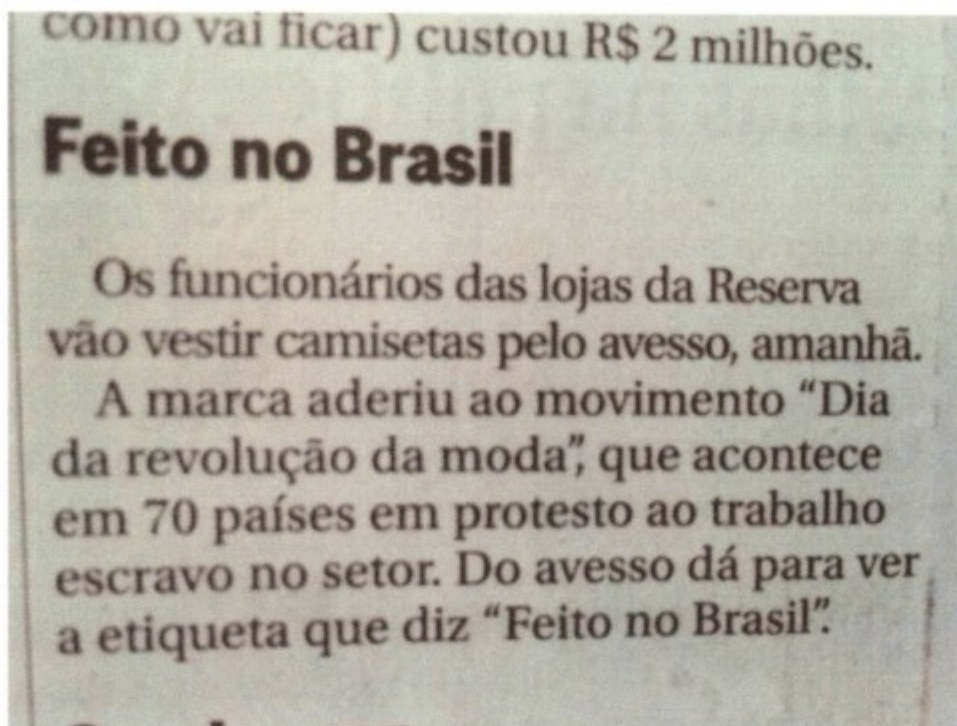 como vai ficar) custou R$ 2 milhões.
Feito no Brasil
Os funcionários das lojas da Reserva
vão vestir camisetas pelo avesso, amanhã.
A marca aderiu ao movimento “Dia
da revolução da moda”, que acontece
em 70 países em protesto ao trabalho
escravo no setor. Do avesso dá para ver
a etiqueta que diz “Feito no Brasil”.